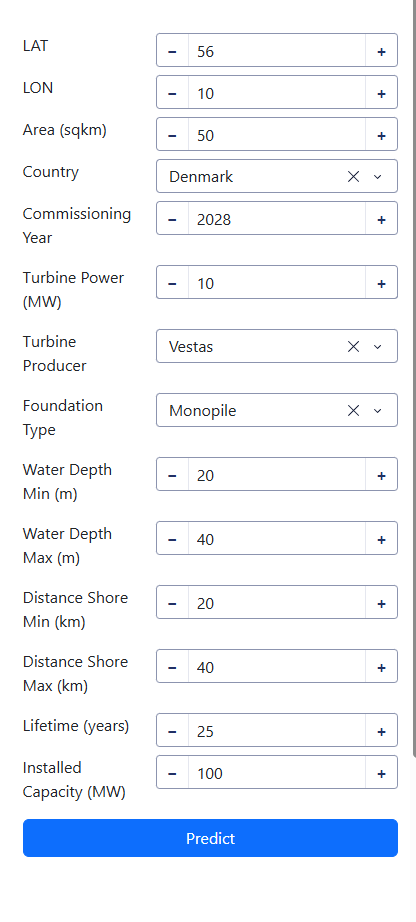 LAT
− 56 +
LON
− 10 +
Area (sqkm)
− 50 +
Country
Denmark
Commissioning
Year
− 2028 +
Turbine Power
(MW)
− 10 +
Turbine
Producer
Vestas
Foundation
Type
Monopile
Water Depth
Min (m)
− 20 +
Water Depth
Max (m)
− 40 +
Distance Shore
Min (km)
− 20 +
Distance Shore
Max (km)
− 40 +
Lifetime (years)
− 25 +
Installed
Capacity (MW)
− 100 +
Predict